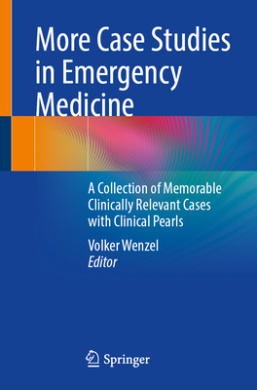 More Case Studies
in Emergency
Medicine
A Collection of Memorable
Clinically Relevant Cases
with Clinical Pearls
Volker Wenzel
Editor
Springer